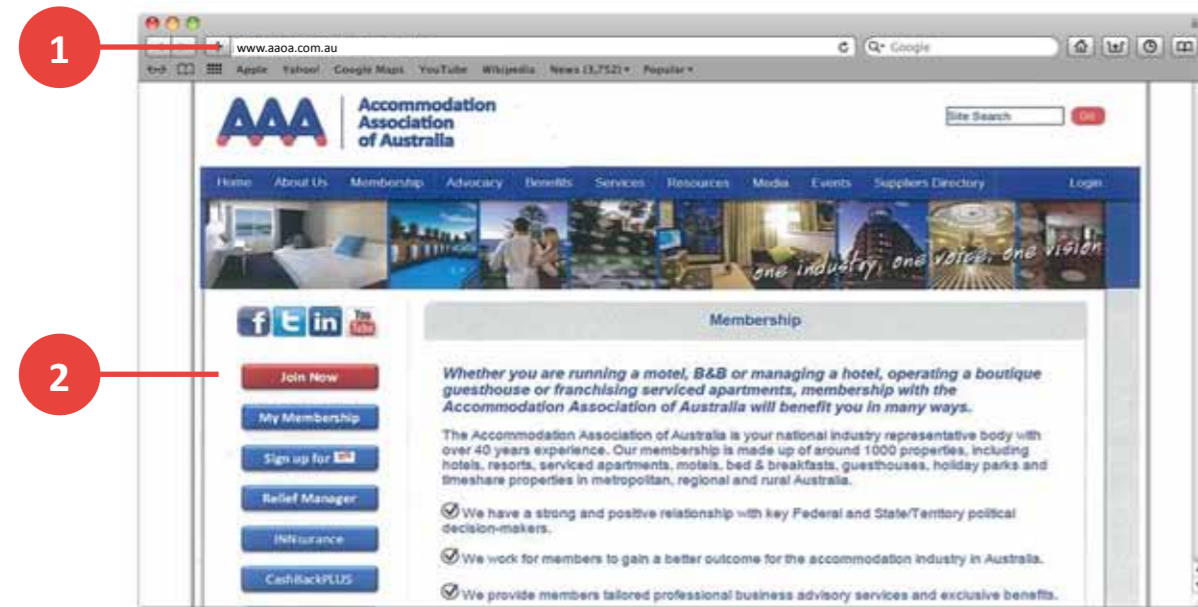 1
www.aaoa.com.au
Google
Apple Yahoo! Google Maps YouTube Wikipedia News (3,752) Popular
AAA
Accommodation
Association
of Australia
Site Search
Go
Home About Us Membership Advocacy Benefits Services Resources Media Events Suppliers Directory Login
one industry, one voice, one vision
f t in You Tube
Membership
2
Join Now
My Membership
Sign up for
Relief Manager
INNsurance
CashBackPLUS
Whether you are running a motel, B&B or managing a hotel, operating a boutique
guesthouse or franchising serviced apartments, membership with the
Accommodation Association of Australia will benefit you in many ways.
The Accommodation Association of Australia is your national industry representative body with
over 40 years experience. Our membership is made up of around 1000 properties, including
hotels, resorts, serviced apartments, motels, bed & breakfasts, guesthouses, holiday parks and
timeshare properties in metropolitan, regional and rural Australia.
We have a strong and positive relationship with key Federal and State/Territory political
decision-makers.
We work for members to gain a better outcome for the accommodation industry in Australia.
We provide members tailored professional business advisory services and exclusive benefits.